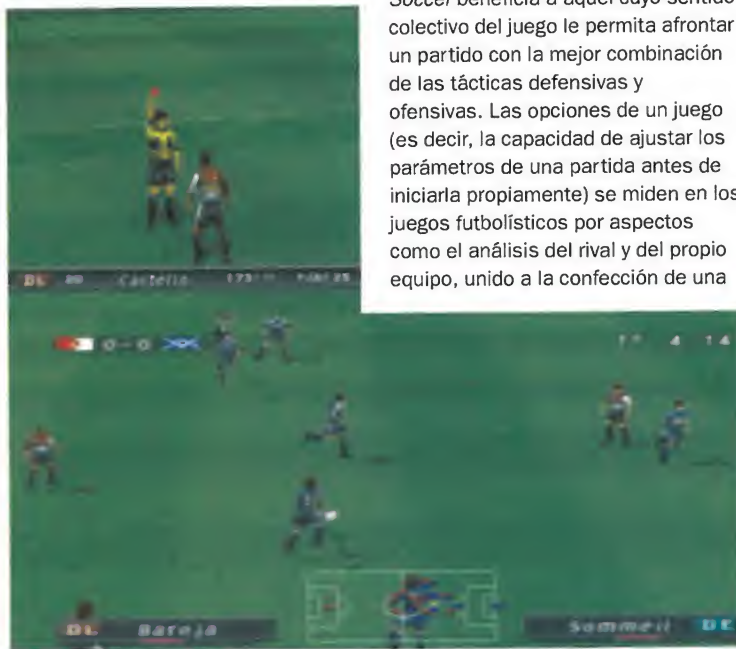 Soccer beneficia a aquel cuyo sentido
colectivo del juego le permita afrontar
un partido con la mejor combinación
de las tácticas defensivas y
ofensivas. Las opciones de un juego
(es decir, la capacidad de ajustar los
parámetros de una partida antes de
iniciarla propiamente) se miden en los
juegos futbolísticos por aspectos
como el análisis del rival y del propio
equipo, unido a la confección de una
DL
0-0
4 14
DL Bareja
Sommeil DE